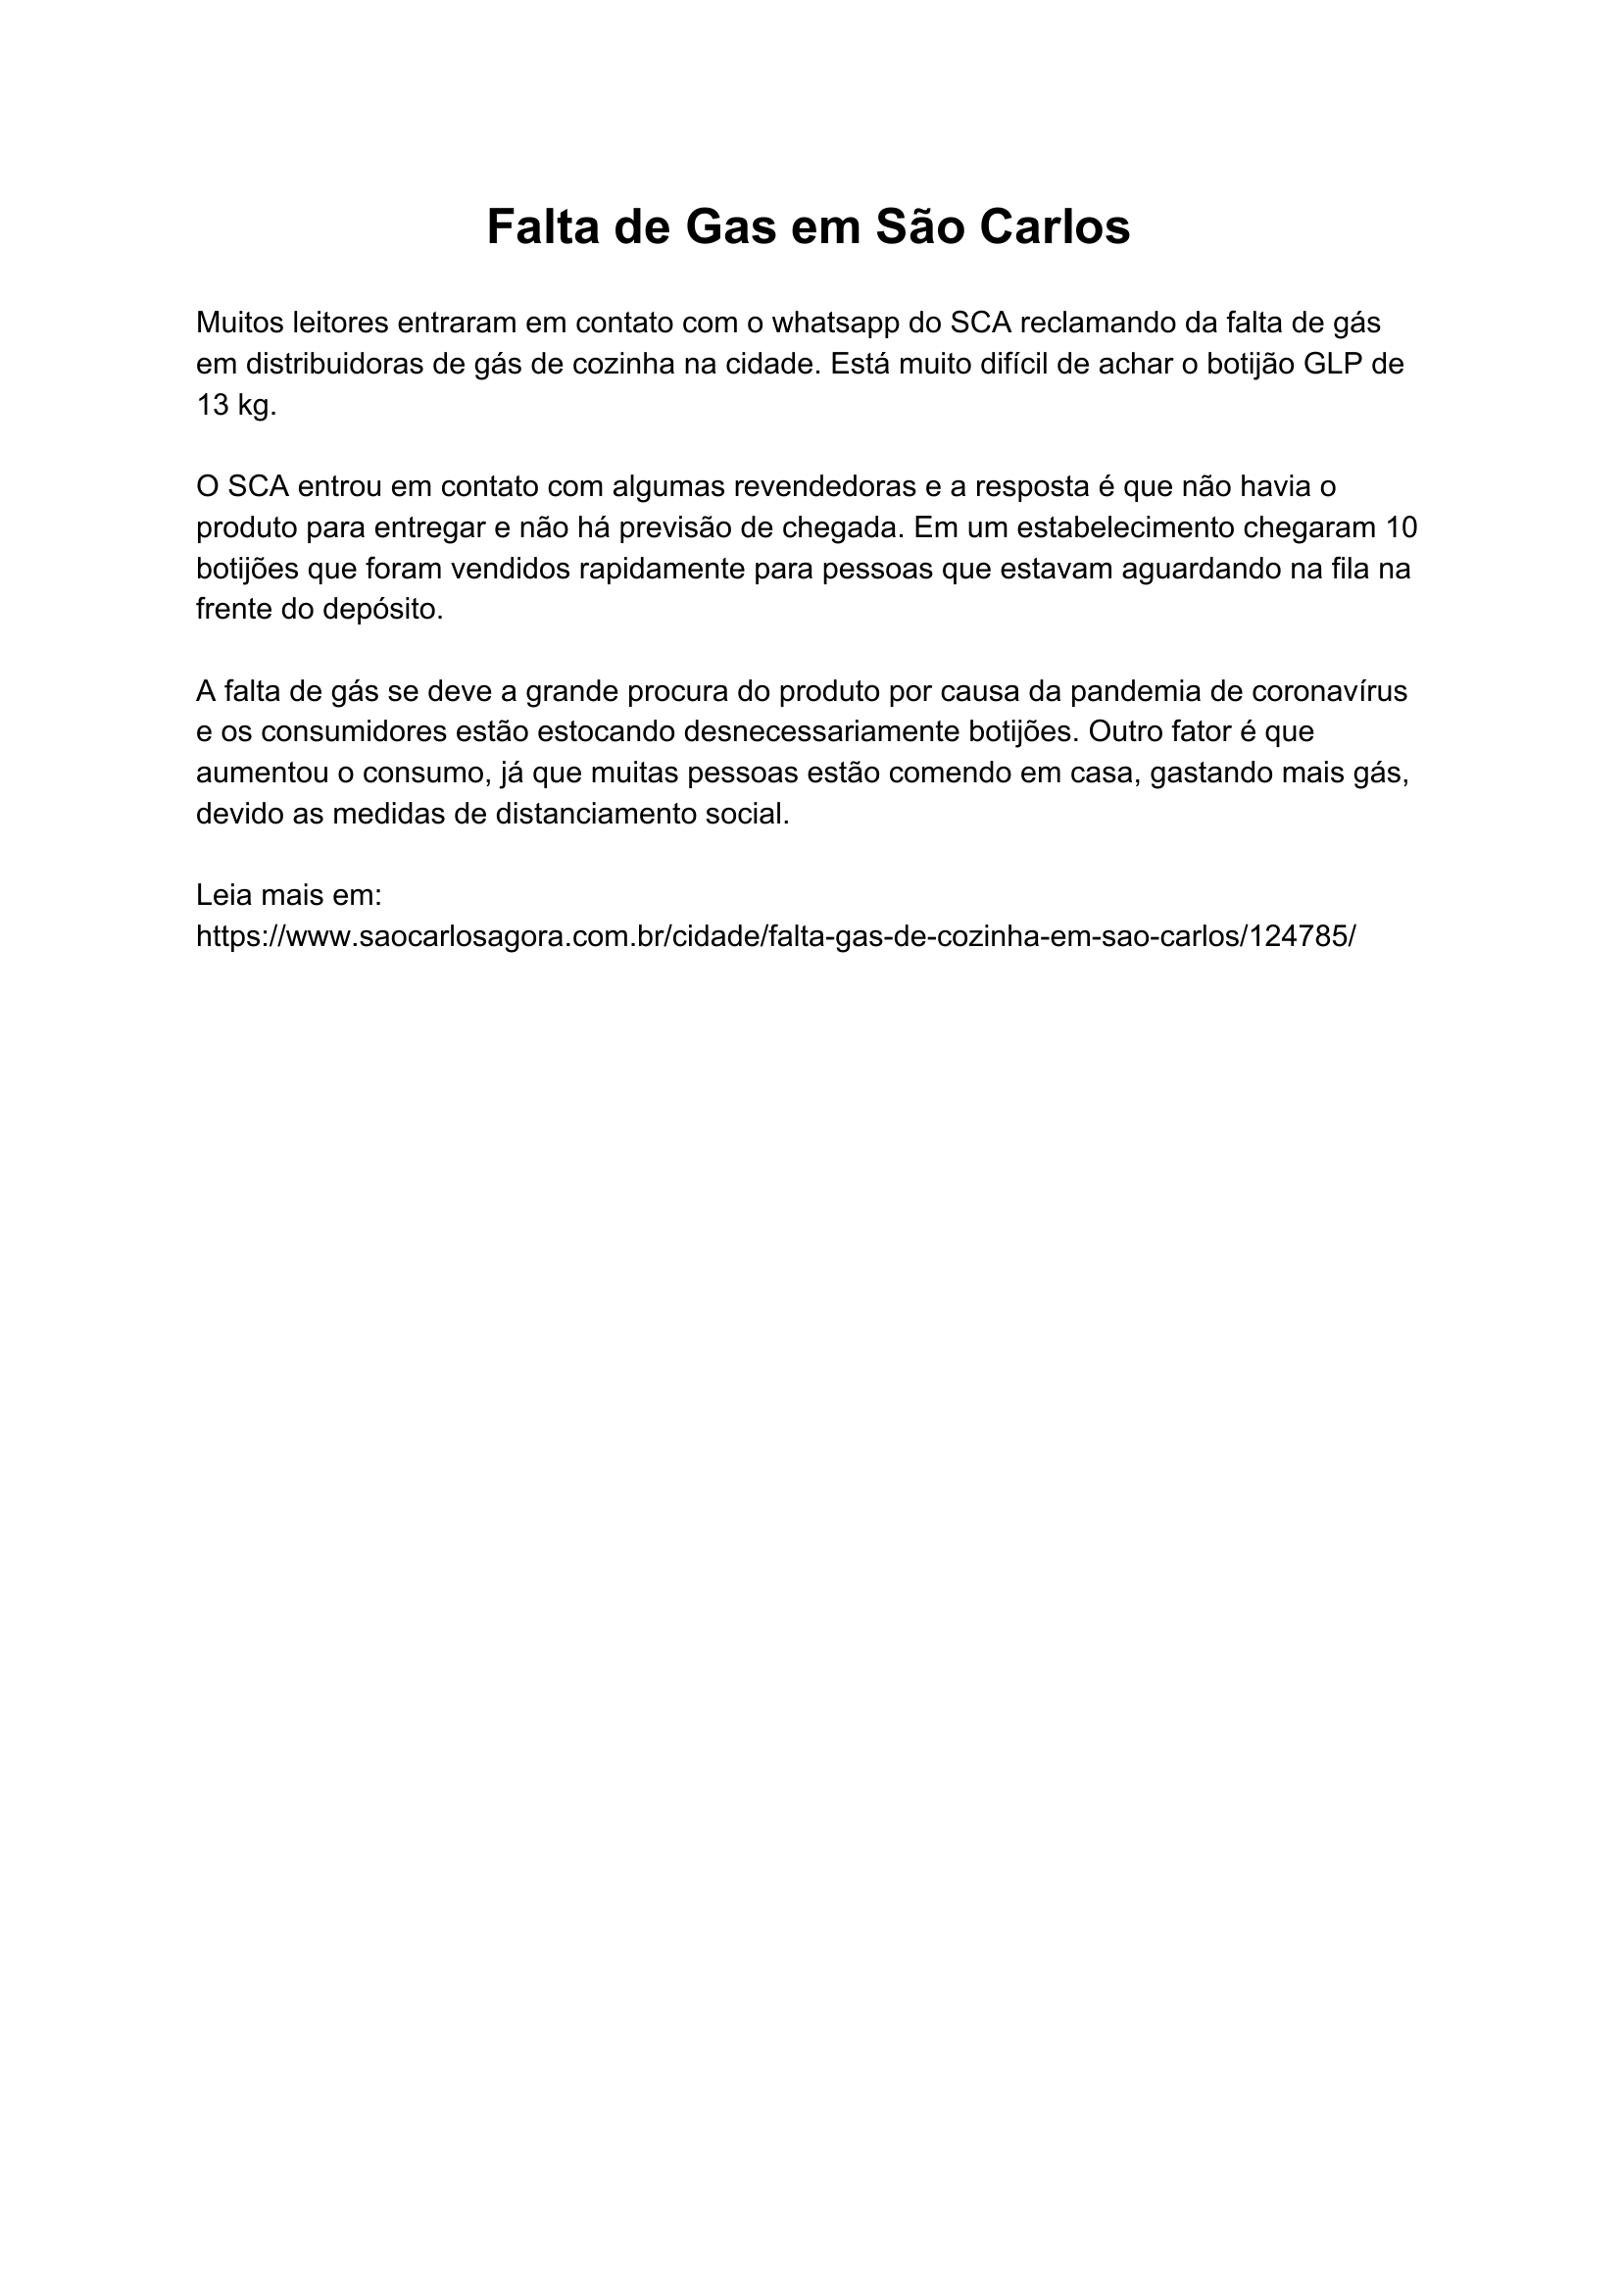 Falta de Gas em São Carlos
Muitos leitores entraram em contato com o whatsapp do SCA reclamando da falta de gás
em distribuidoras de gás de cozinha na cidade. Está muito difícil de achar o botijão GLP de
13 kg.
O SCA entrou em contato com algumas revendedoras e a resposta é que não havia o
produto para entregar e não há previsão de chegada. Em um estabelecimento chegaram 10
botijões que foram vendidos rapidamente para pessoas que estavam aguardando na fila na
frente do depósito.
A falta de gás se deve a grande procura do produto por causa da pandemia de coronavírus
e os consumidores estão estocando desnecessariamente botijões. Outro fator é que
aumentou o consumo, já que muitas pessoas estão comendo em casa, gastando mais gás,
devido as medidas de distanciamento social.
Leia mais em:
https://www.saocarlosagora.com.br/cidade/falta-gas-de-cozinha-em-sao-carlos/124785/